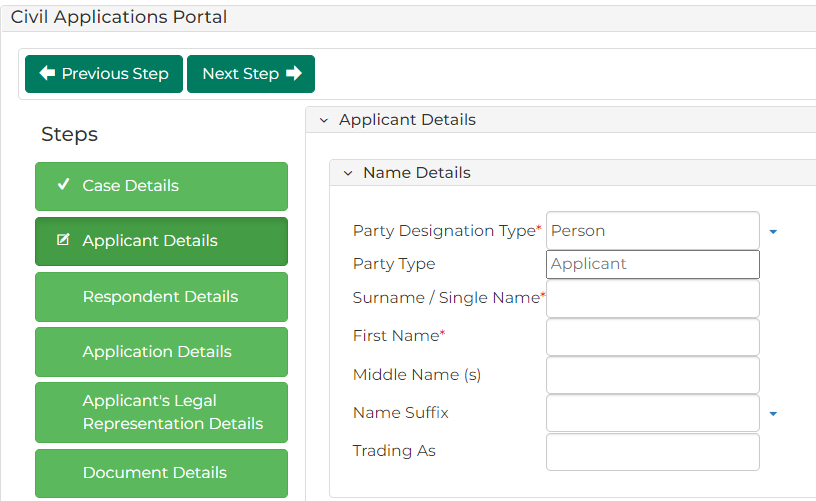 Civil Applications Portal
Previous Step
Next Step
Steps
Case Details
Applicant Details
Respondent Details
Application Details
Applicant's Legal
Representation Details
Document Details
Applicant Details
Name Details
Party Designation Type* Person
Party Type Applicant
Surname / Single Name*
First Name*
Middle Name (s)
Name Suffix
Trading As